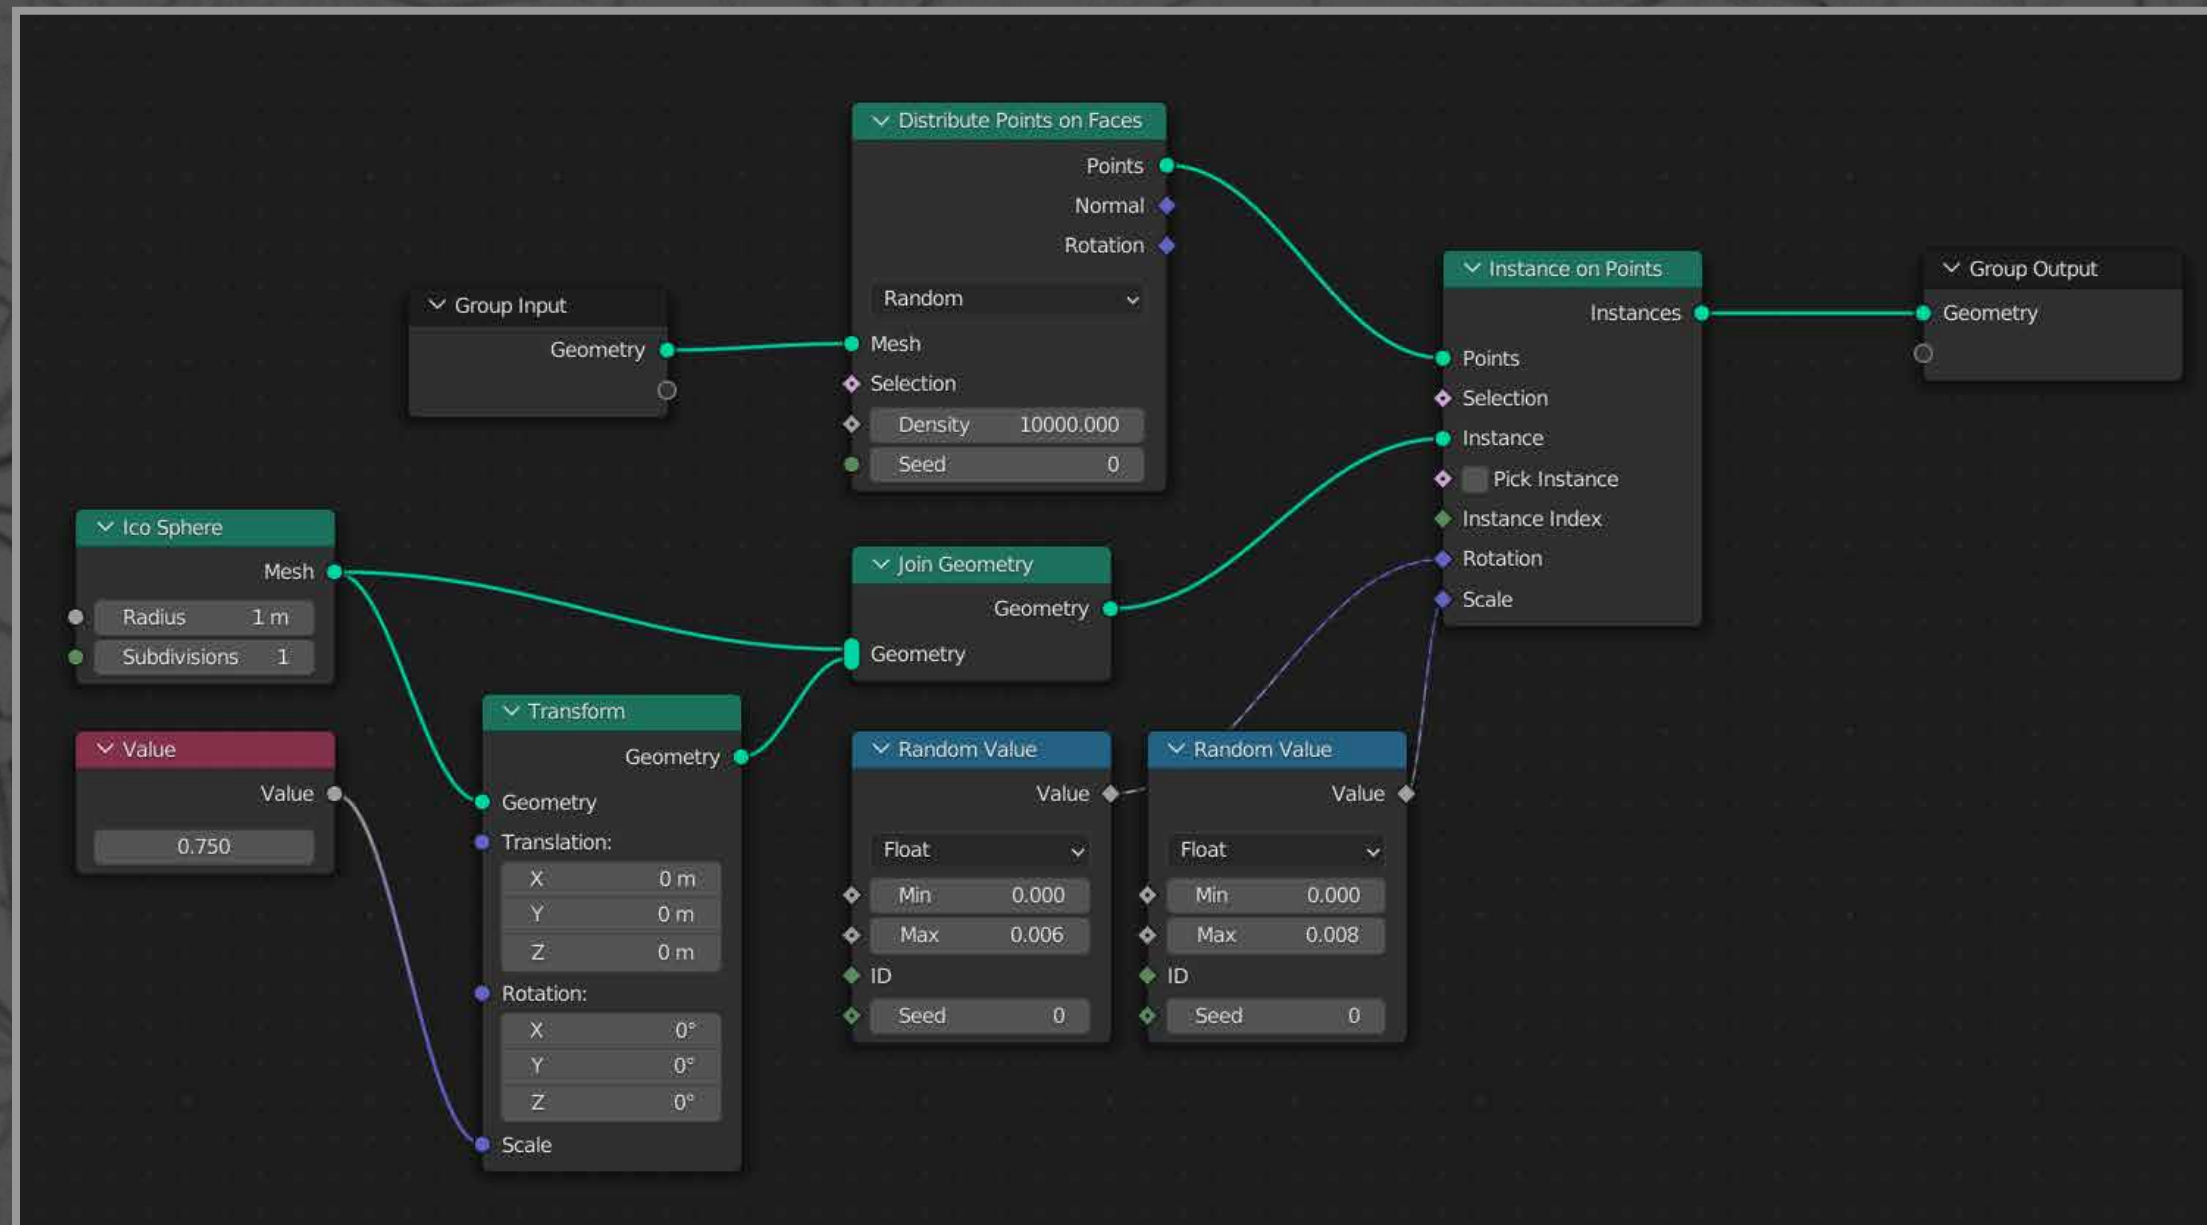 Distribute Points on Faces
Points
Normal
Rotation
Random
Mesh
Selection
Density 10000.000
Seed 0
Group Input
Geometry
Instance on Points
Instances
Points
Selection
Instance
Pick Instance
Instance Index
Rotation
Scale
Group Output
Geometry
Ico Sphere
Mesh
Radius 1 m
Subdivisions 1
Join Geometry
Geometry
Geometry
Value
Value
0.750
Transform
Geometry
Geometry
Translation:
X 0 m
Y 0 m
Z 0 m
Rotation:
X 0°
Y 0°
Z 0°
Scale
Random Value
Value
Float
Min 0.000
Max 0.006
ID
Seed 0
Random Value
Value
Float
Min 0.000
Max 0.008
ID
Seed 0